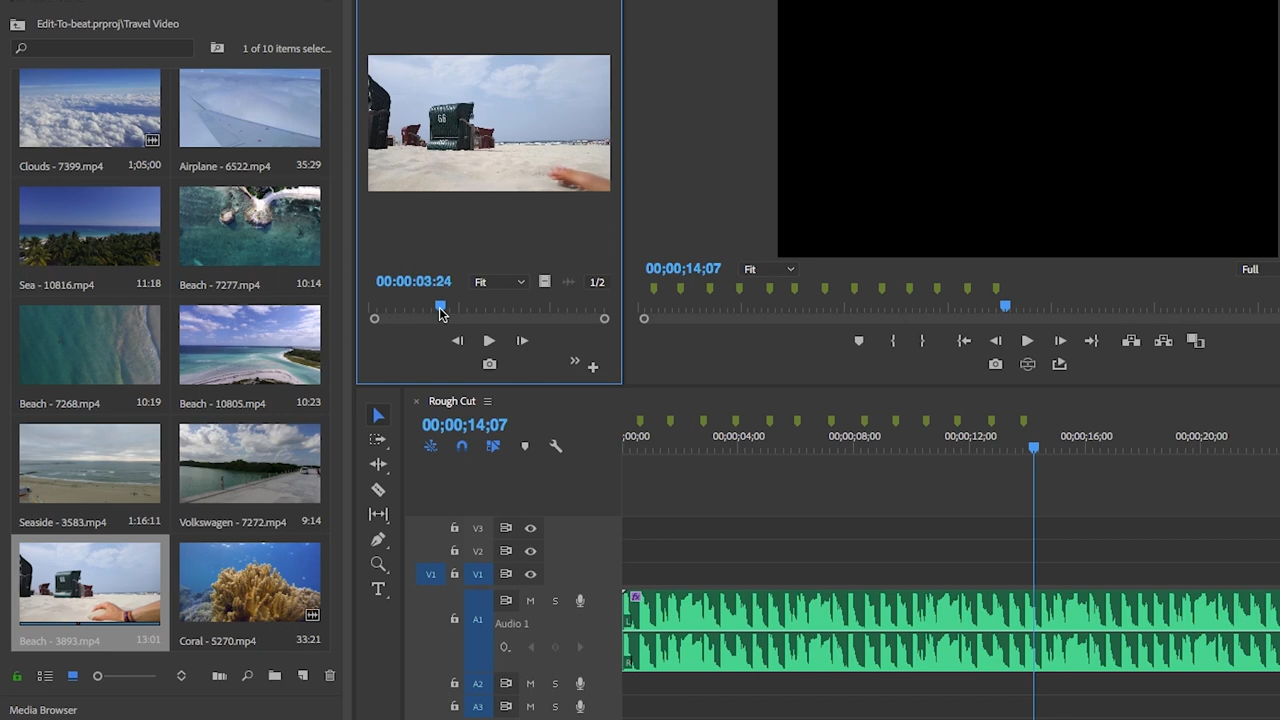 Edit-To-beat.prproj\Travel Video
1 of 10 items selec...
Clouds - 7399.mp4 1;05;00
Airplane - 6522.mp4 35:29
Sea - 10816.mp4 11:18
Beach - 7277.mp4 10:14
Beach - 7268.mp4 10:19
Beach - 10805.mp4 10:23
Seaside - 3583.mp4 1:16:11
Volkswagen - 7272.mp4 9:14
Beach - 3893.mp4 13:01
Coral - 5270.mp4 33:21
Media Browser
66
00:00:03:24 Fit 1/2
00;00;14;07 Fit Full
× Rough Cut
00;00;14;07
;00;00 00;00;04;00 00;00;08;00 00;00;12;00 00;00;16;00 00;00;20;00
V3
V2
V1 V1
fx
A1 M S
Audio 1
L
R
A2 M S
A3 M S
T